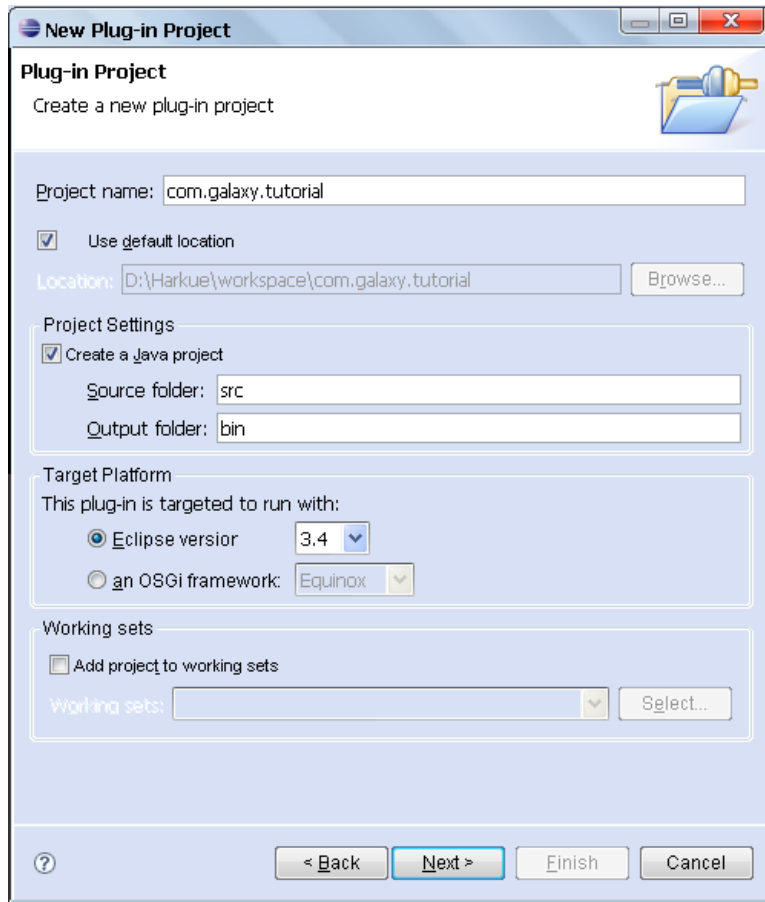 New Plug-in Project
Plug-in Project
Create a new plug-in project
Project name: com.galaxy.tutorial
Use default location
Location: D:\Harkue\workspace\com.galaxy.tutorial Browse...
Project Settings
Create a Java project
Source folder: src
Output folder: bin
Target Platform
This plug-in is targeted to run with:
Eclipse versior 3.4
an OSGi framework: Equinox
Working sets
Add project to working sets
Working sets: Select...
? < Back Next > Finish Cancel